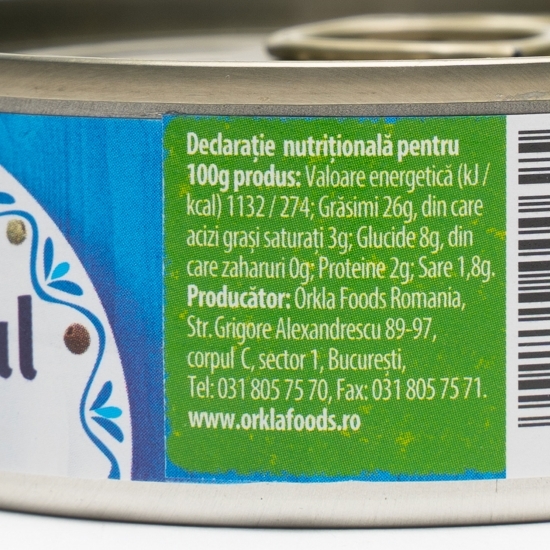 Declarație nutrițională pentru
100g produs: Valoare energetică (kJ /
kcal) 1132 / 274; Grăsimi 26g, din care
acizi grași saturați 3g; Glucide 8g, din
care zaharuri 0g; Proteine 2g; Sare 1,8g.
Producător: Orkla Foods Romania,
Str. Grigore Alexandrescu 89-97,
corpul C, sector 1, București,
Tel: 031 805 75 70, Fax: 031 805 75 71.
www.orklafoods.ro